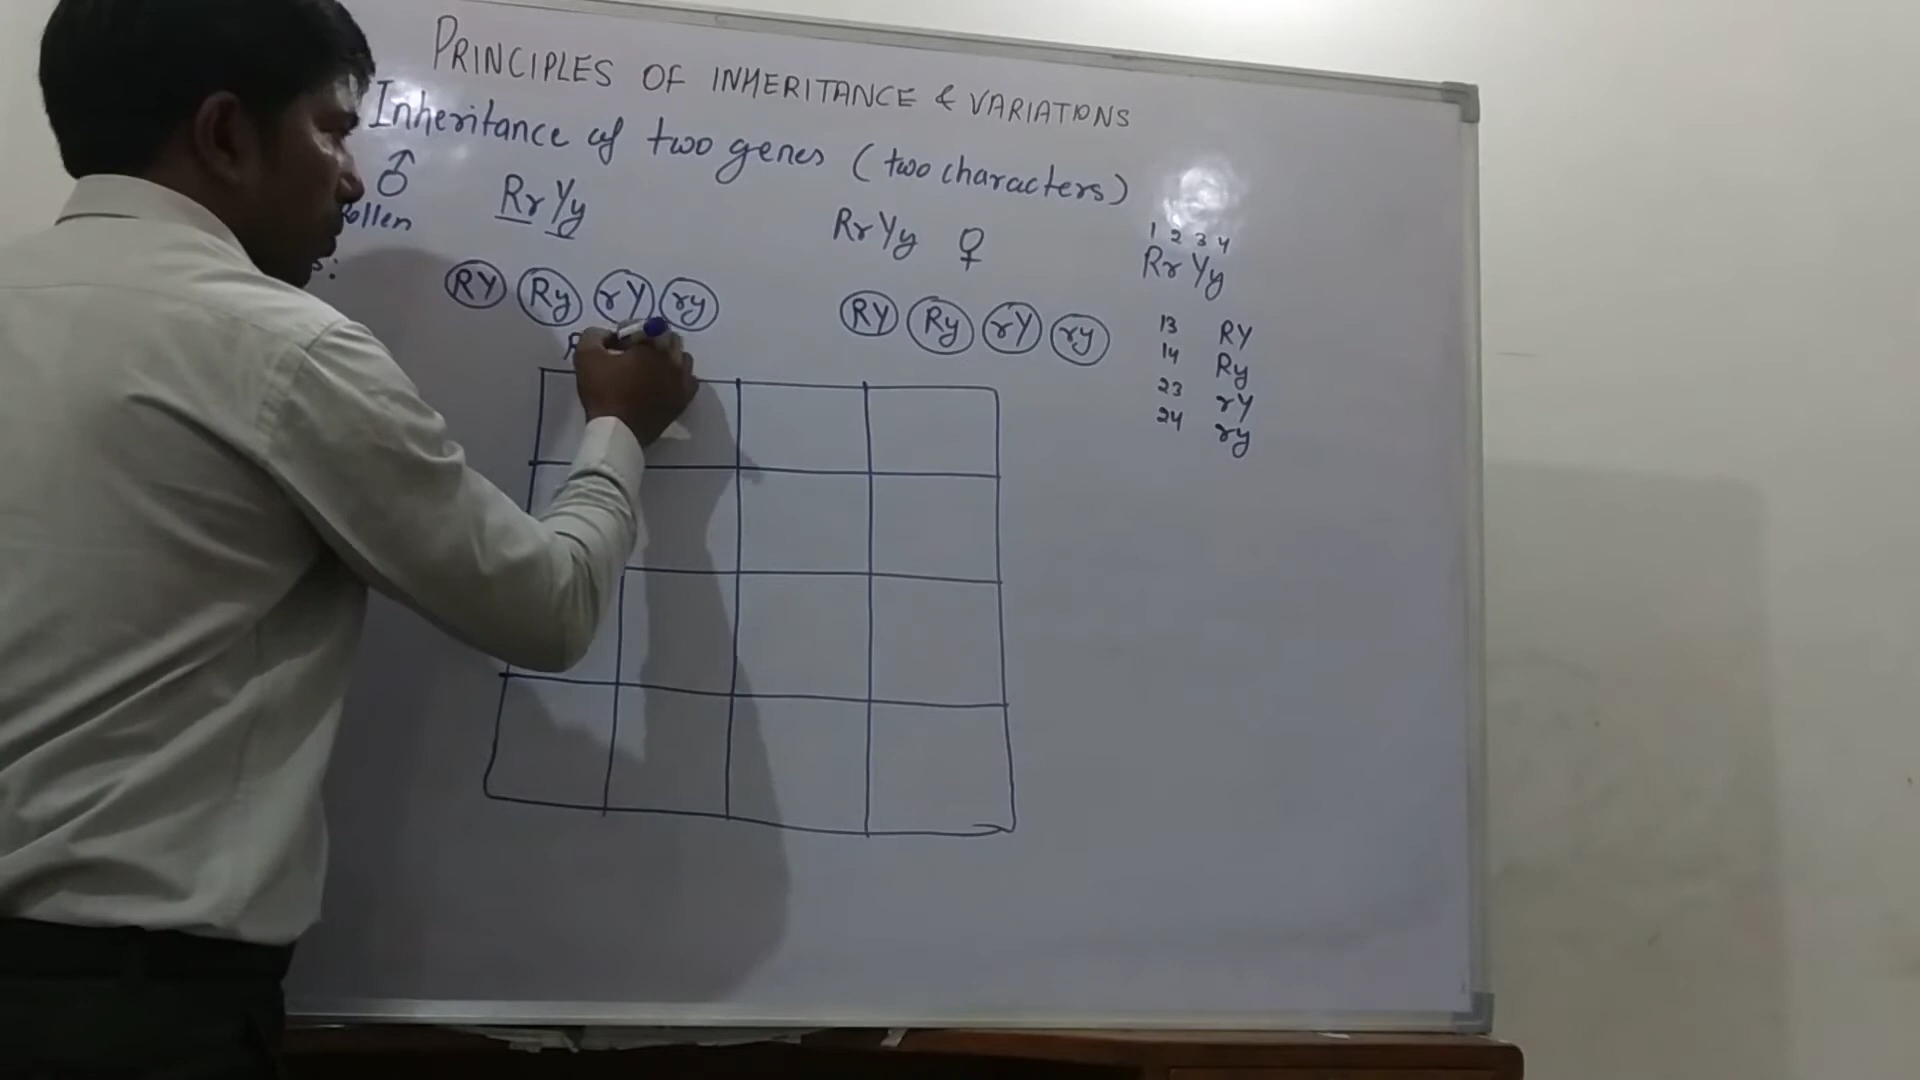 PRINCIPLES OF INHERITANCE & VARIATIONS
Inheritance of two genes (two characters)
♂ RrYy
Pollen
RrYy ♀
1 2 3 4
RrYy
RY Ry rY ry
RY Ry rY ry
13 RY
14 Ry
23 rY
24 ry